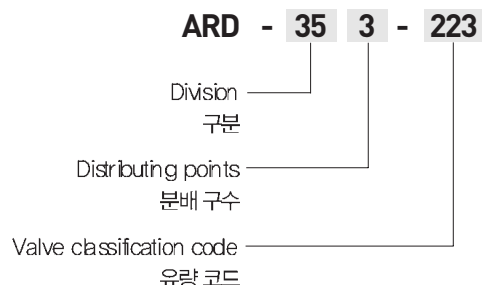 ARD - 35 3 - 223
Division
구분
Distributing points
분배 구수
Valve classification code
유량 코드